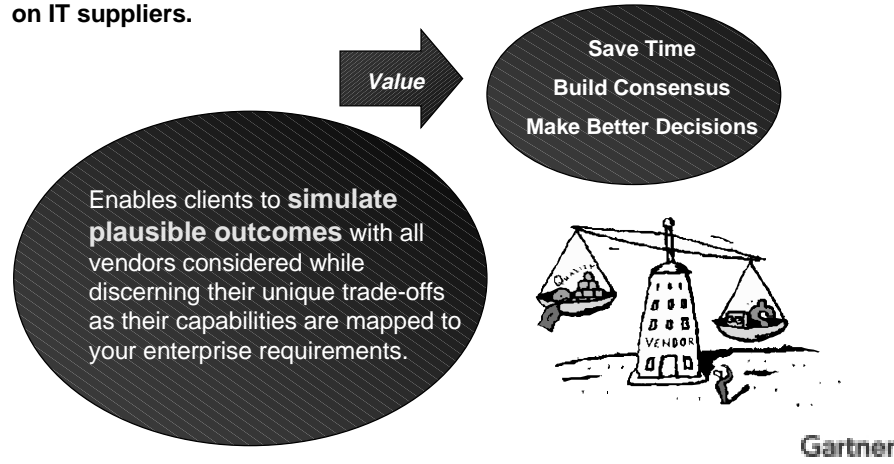 on IT suppliers.
Value
Save Time
Build Consensus
Make Better Decisions
Enables clients to simulate
plausible outcomes with all
vendors considered while
discerning their unique trade-offs
as their capabilities are mapped to
your enterprise requirements.
QUALITY
$
VENDOR
Gartner